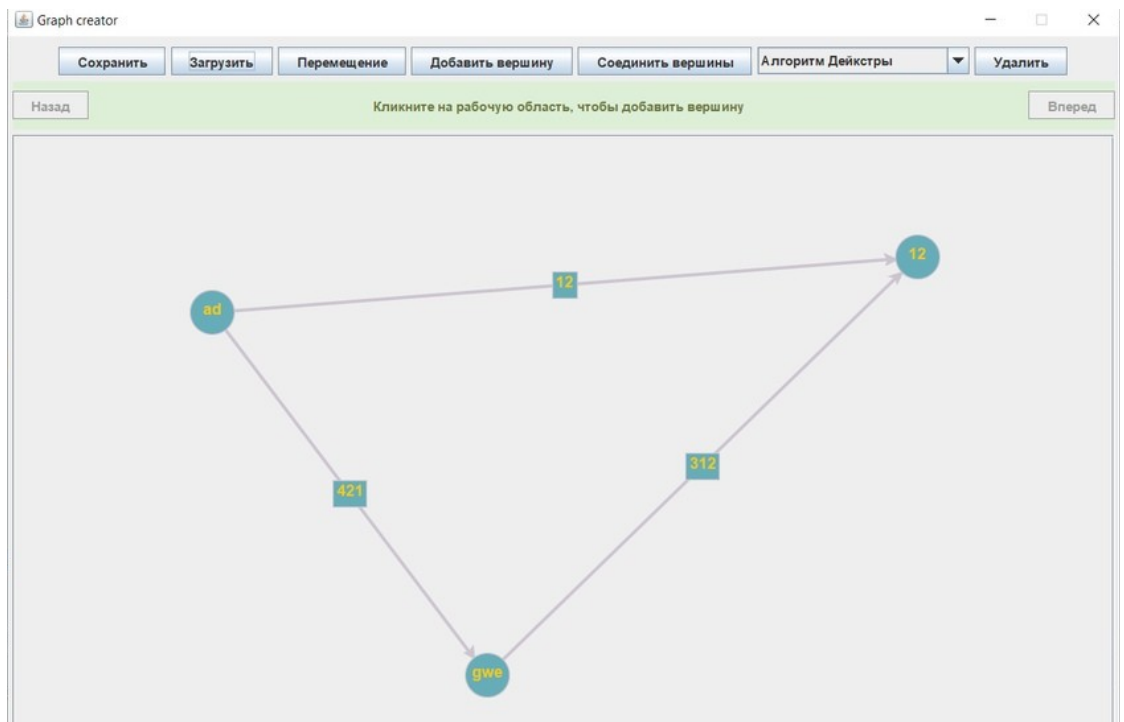 Graph creator
Сохранить Загрузить Перемещение Добавить вершину Соединить вершины Алгоритм Дейкстры Удалить
Назад Кликните на рабочую область, чтобы добавить вершину Вперед
12
12
ad
312
421
gwe